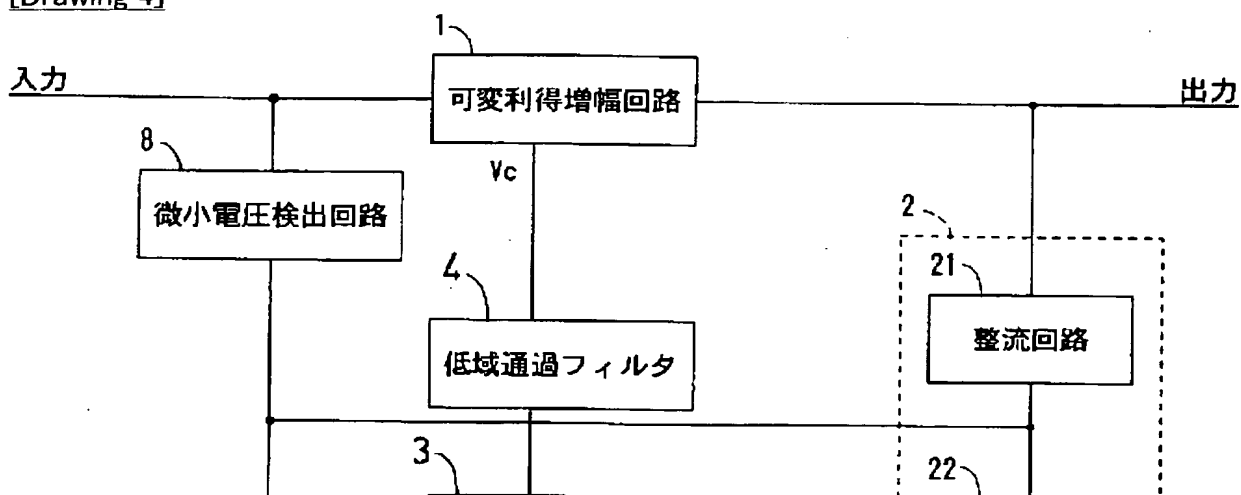 [Drawing 4]
1
入力
可変利得増幅回路
出力
8
Vc
微小電圧検出回路
2
4
21
整流回路
低域通過フィルタ
3
22